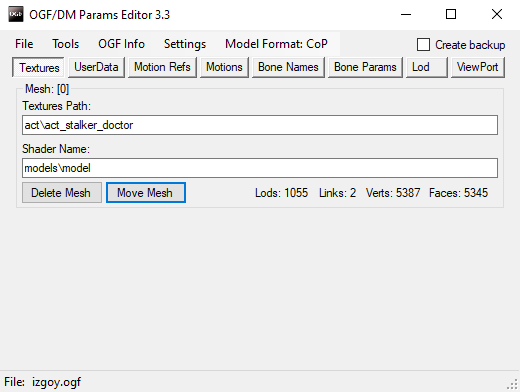 OGF OGF/DM Params Editor 3.3
File Tools OGF Info Settings Model Format: CoP Create backup
Textures UserData Motion Refs Motions Bone Names Bone Params Lod ViewPort
Mesh: [0]
Textures Path:
act\act_stalker_doctor
Shader Name:
models\model
Delete Mesh Move Mesh Lods: 1055 Links: 2 Verts: 5387 Faces: 5345
File: izgoy.ogf